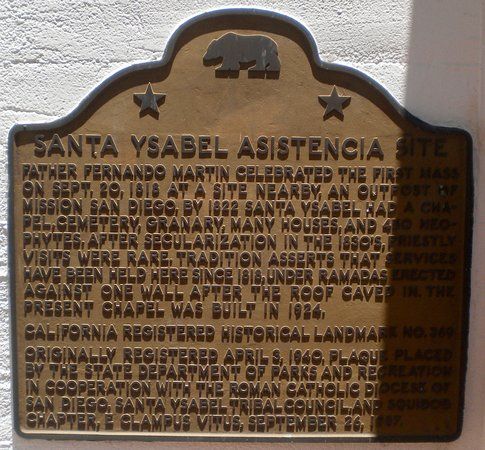 SANTA YSABEL ASISTENCIA SITE
FATHER FERNANDO MARTIN CELEBRATED THE FIRST MASS
ON SEPT. 20, 1818 AT A SITE NEARBY, AN OUTPOST OF
MISSION SAN DIEGO. BY 1822 SANTA YSABEL HAD A CHA-
PEL, CEMETERY, GRANARY, MANY HOUSES, AND 450 NEO-
PHYTES. AFTER SECULARIZATION IN THE 1830'S, PRIESTLY
VISITS WERE RARE. TRADITION ASSERTS THAT SERVICES
HAVE BEEN HELD HERE SINCE 1818, UNDER RAMADAS ERECTED
AGAINST ONE WALL AFTER THE ROOF CAVED IN. THE
PRESENT CHAPEL WAS BUILT IN 1924.
CALIFORNIA REGISTERED HISTORICAL LANDMARK NO. 369
ORIGINALLY REGISTERED APRIL 3, 1940. PLAQUE PLACED
BY THE STATE DEPARTMENT OF PARKS AND RECREATION
IN COOPERATION WITH THE ROMAN CATHOLIC DIOCESE OF
SAN DIEGO, SANTA YSABEL TRIBAL COUNCIL, AND SQUIBOB
CHAPTER, E CLAMPUS VITUS, SEPTEMBER 26,